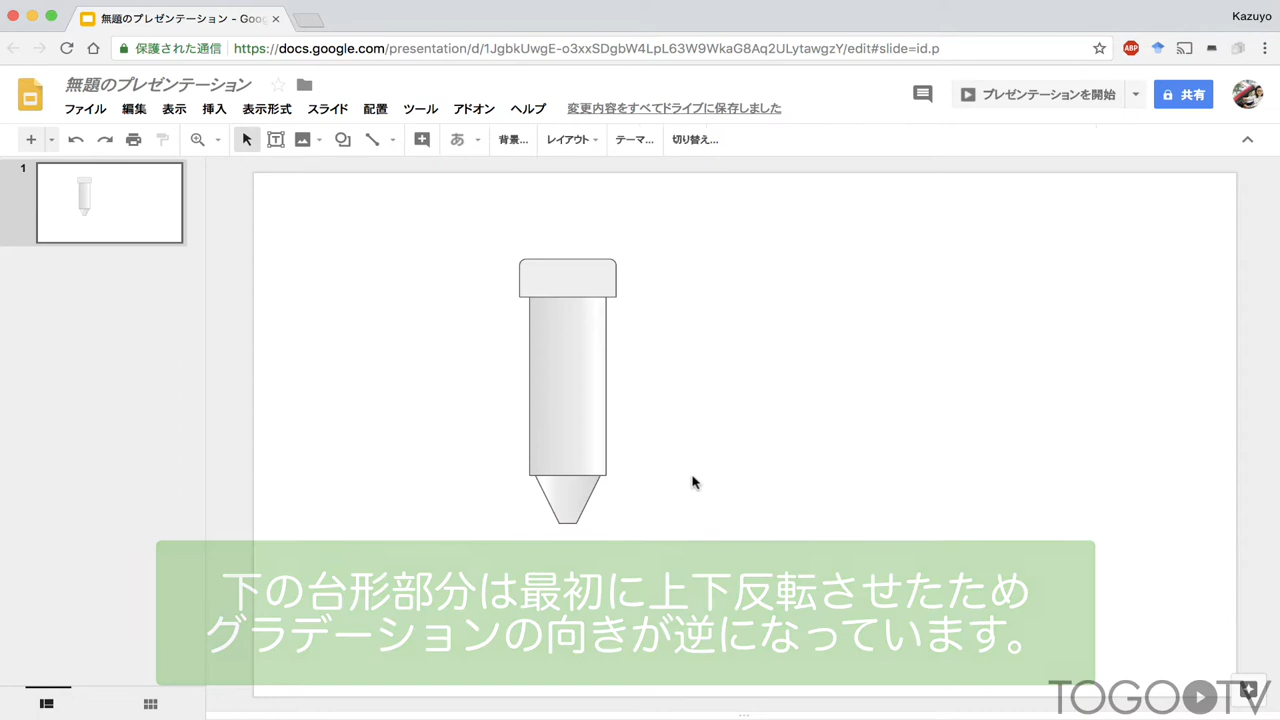 無題のプレゼンテーション - Goog
Kazuyo
保護された通信
https://docs.google.com/presentation/d/1JgbkUwgE-o3xxSDgbW4LpL63W9WkaG8Aq2ULytawgzY/edit#slide=id.p
ABP
無題のプレゼンテーション
ファイル 編集 表示 挿入 表示形式 スライド 配置 ツール アドオン ヘルプ 変更内容をすべてドライブに保存しました
プレゼンテーションを開始
共有
あ 背景... レイアウト テーマ... 切り替え...
1
下の台形部分は最初に上下反転させたため
グラデーションの向きが逆になっています。
TOGO TV